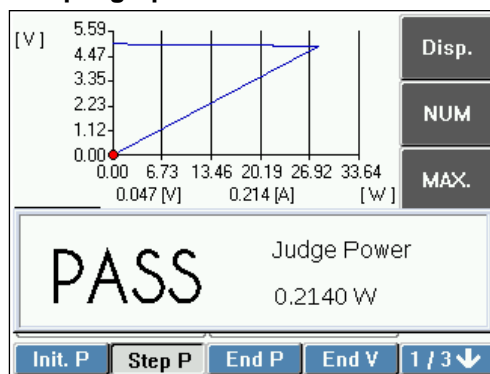 [V]
5.59
4.47
3.35
2.23
1.12
0.00
0.00 6.73 13.46 20.19 26.92 33.64
0.047 [V] 0.214 [A] [W]
Disp.
NUM
MAX.
PASS
Judge Power
0.2140 W
Init. P Step P End P End V 1 / 3